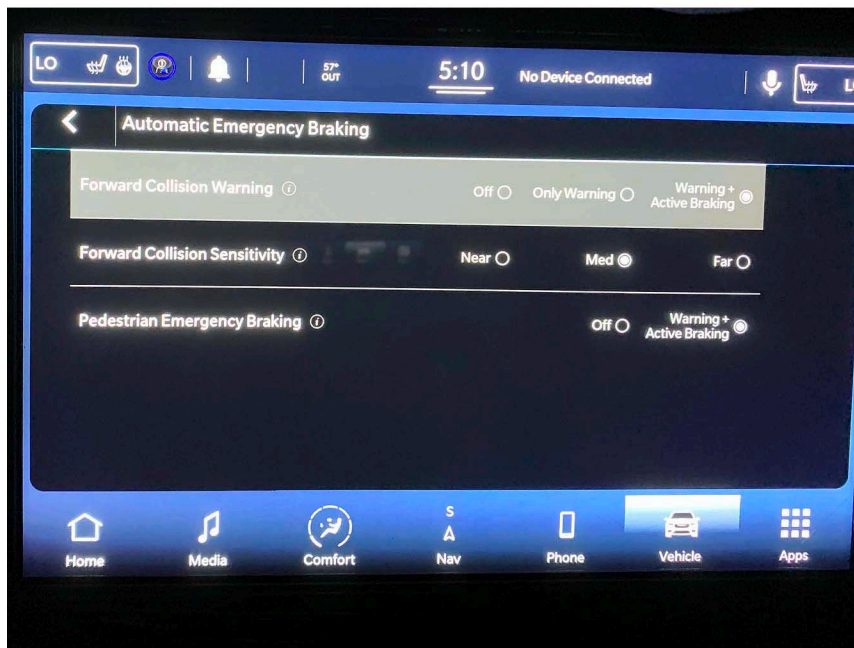 LO
57°
OUT
5:10
No Device Connected
Automatic Emergency Braking
Forward Collision Warning Off Only Warning Warning +
Active Braking
Forward Collision Sensitivity Near Med Far
Pedestrian Emergency Braking Off Warning +
Active Braking
S
Home Media Comfort Nav Phone Vehicle Apps